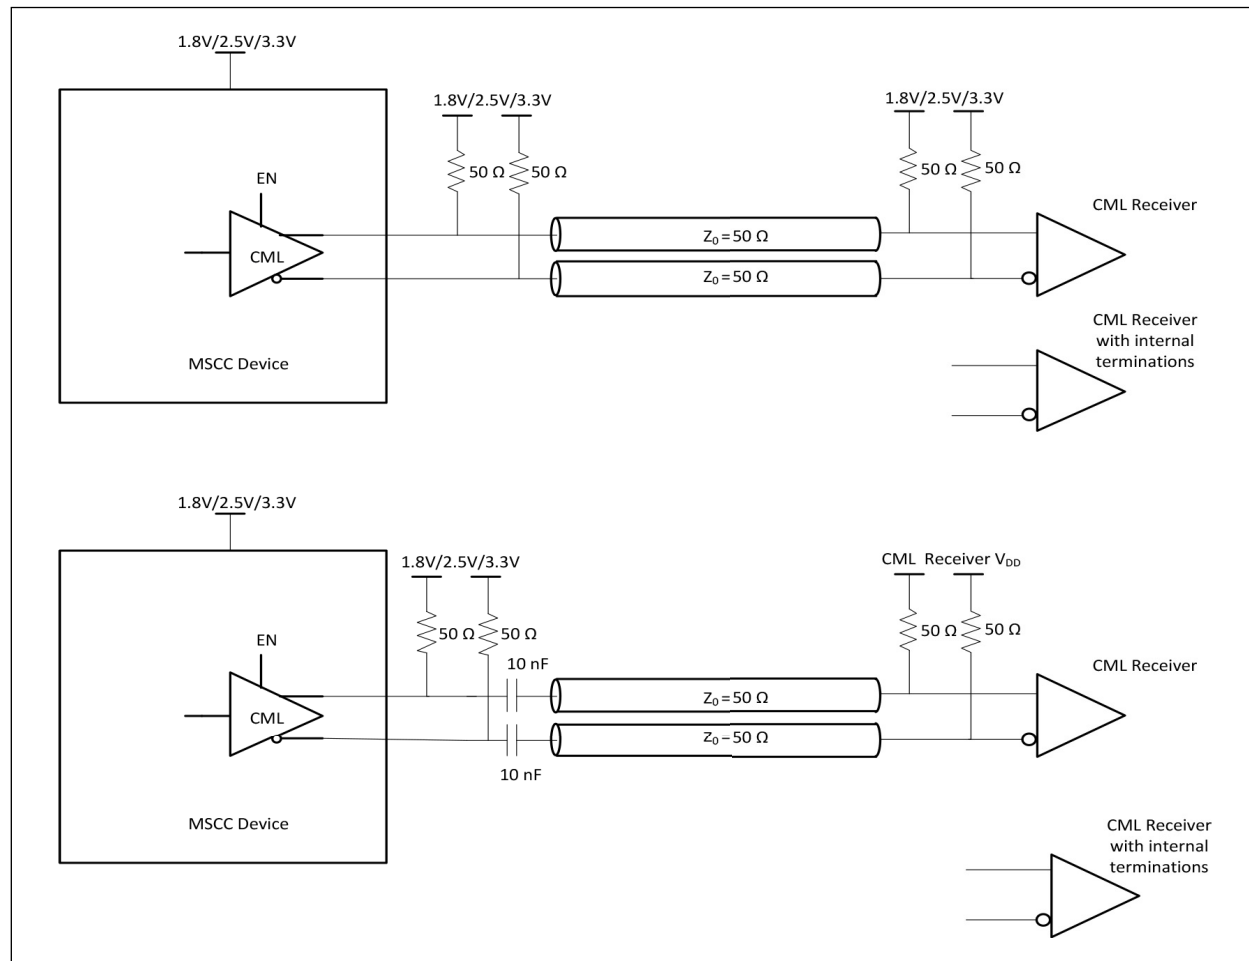 1.8V/2.5V/3.3V
1.8V/2.5V/3.3V
1.8V/2.5V/3.3V
50 Ω
50 Ω
50 Ω
50 Ω
EN
CML Receiver
Z0 = 50 Ω
CML
Z0 = 50 Ω
CML Receiver
with internal
terminations
MSCC Device
1.8V/2.5V/3.3V
1.8V/2.5V/3.3V
CML Receiver VDD
50 Ω
50 Ω
50 Ω
50 Ω
EN
10 nF
CML Receiver
Z0 = 50 Ω
CML
Z0 – 50 Ω
10 nF
MSCC Device
CML Receiver
with internal
terminations